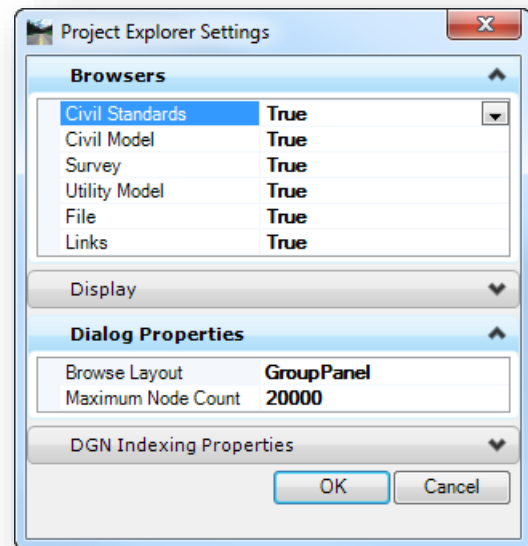 Project Explorer Settings
Browsers
Civil Standards True
Civil Model True
Survey True
Utility Model True
File True
Links True
Display
Dialog Properties
Browse Layout GroupPanel
Maximum Node Count 20000
DGN Indexing Properties
OK Cancel